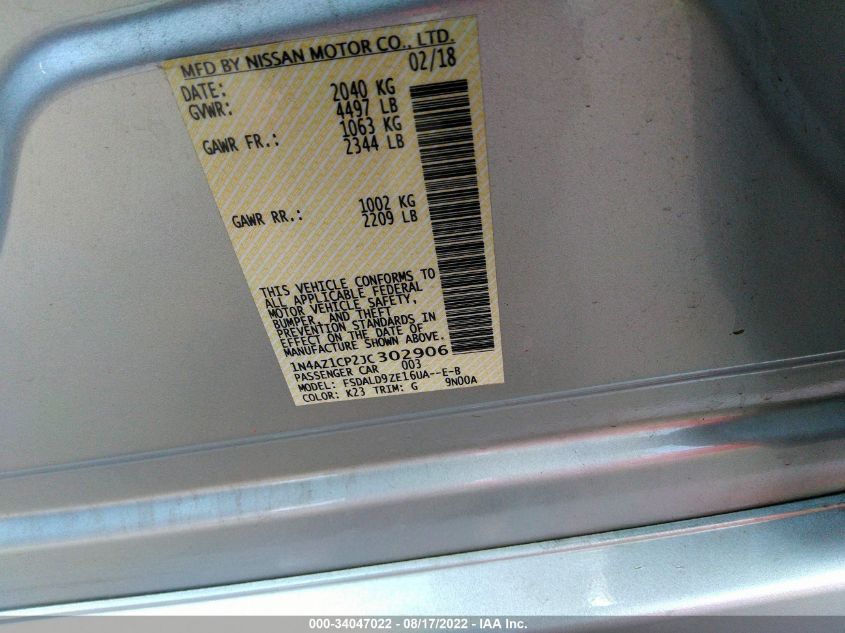 MFD BY NISSAN MOTOR CO., LTD.
DATE: 02/18
GVWR: 2040 KG
4497 LB
GAWR FR.: 1063 KG
2344 LB
GAWR RR.: 1002 KG
2209 LB
THIS VEHICLE CONFORMS TO
ALL APPLICABLE FEDERAL
MOTOR VEHICLE SAFETY,
BUMPER, AND THEFT
PREVENTION STANDARDS IN
EFFECT ON THE DATE OF
MANUFACTURE SHOWN ABOVE.
1N4AZ1CP2JC302906
PASSENGER CAR 003
MODEL: FSDALD9ZE16UA--E-B
COLOR: K23 TRIM: G 9N00A
000-34047022 - 08/17/2022 - © IAA Inc.